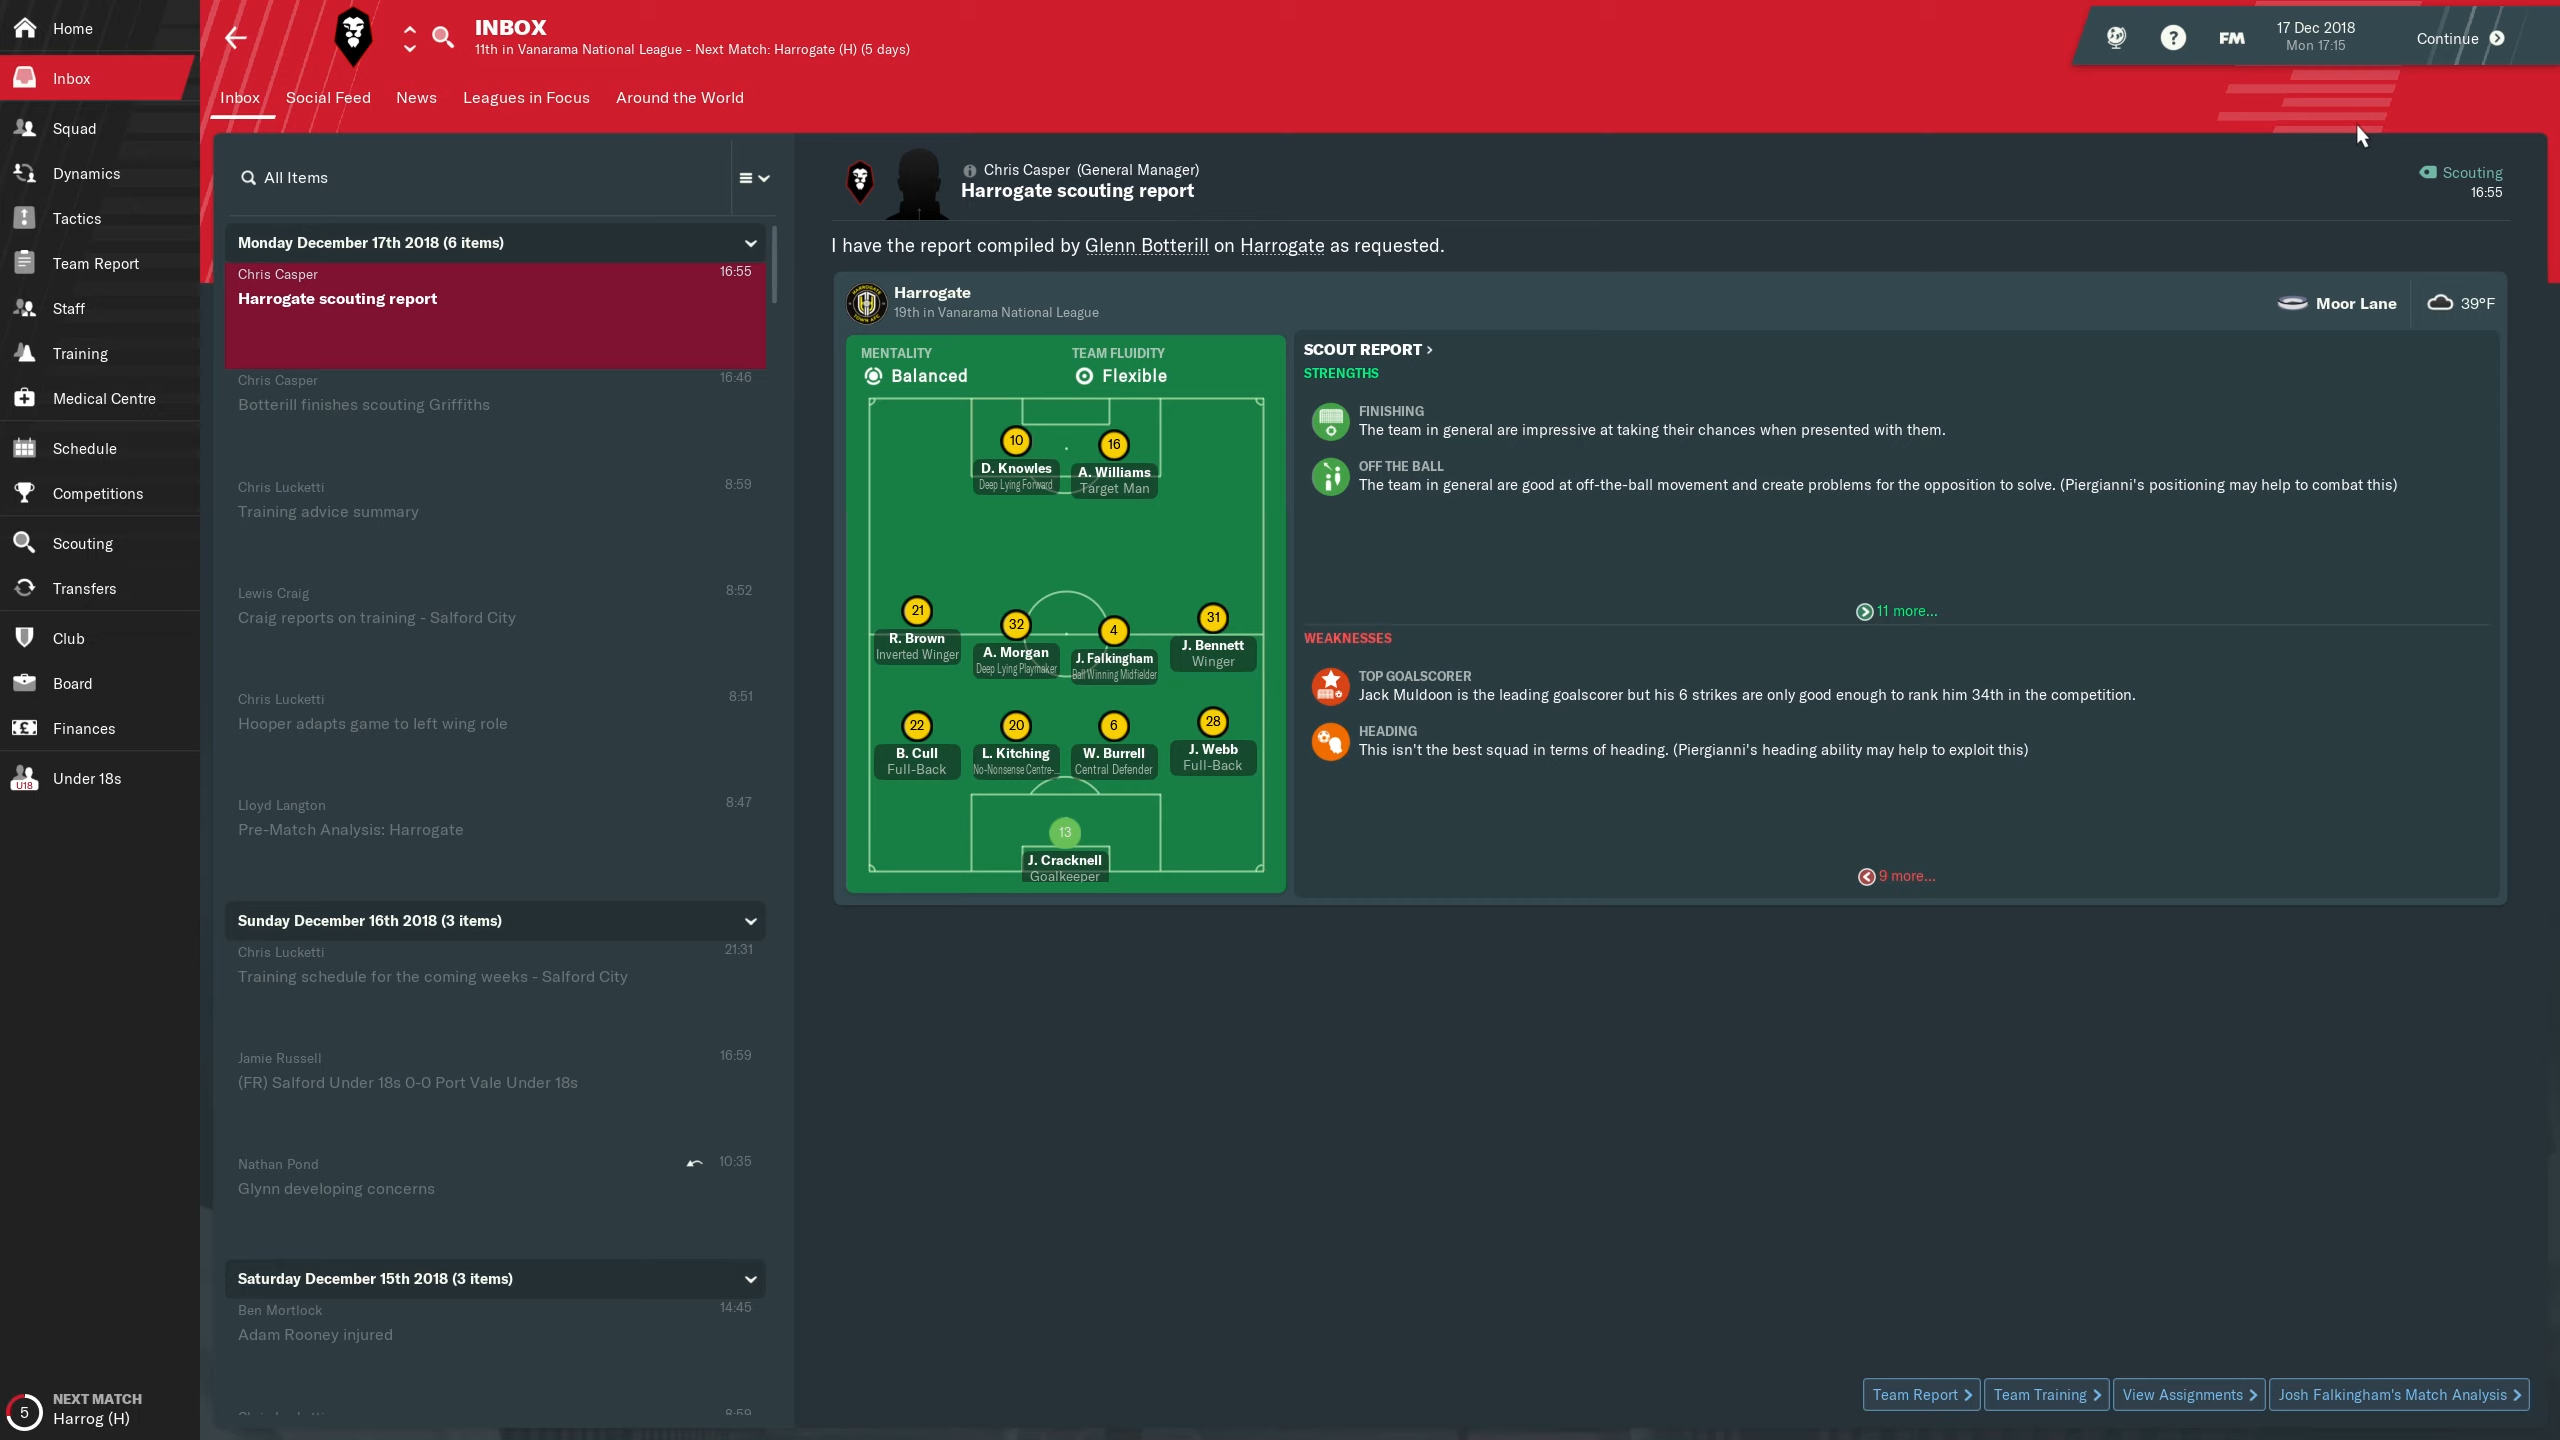 Home
Inbox
Squad
Dynamics
Tactics
Team Report
Staff
Training
Medical Centre
Schedule
Competitions
Scouting
Transfers
Club
Board
Finances
U18
Under 18s
5
NEXT MATCH
Harrog (H)
INBOX
11th in Vanarama National League - Next Match: Harrogate (H) (5 days)
?
FM
17 Dec 2018
Mon 17:15
Continue
Inbox
Social Feed
News
Leagues in Focus
Around the World
All Items
Monday December 17th 2018 (6 items)
Chris Casper
16:55
Harrogate scouting report
Chris Casper
16:46
Botterill finishes scouting Griffiths
Chris Lucketti
8:59
Training advice summary
Lewis Craig
8:52
Craig reports on training - Salford City
Chris Lucketti
8:51
Hooper adapts game to left wing role
Lloyd Langton
8:47
Pre-Match Analysis: Harrogate
Sunday December 16th 2018 (3 items)
Chris Lucketti
21:31
Training schedule for the coming weeks - Salford City
Jamie Russell
16:59
(FR) Salford Under 18s 0-0 Port Vale Under 18s
Nathan Pond
10:35
Glynn developing concerns
Saturday December 15th 2018 (3 items)
Ben Mortlock
14:45
Adam Rooney injured
Chris Casper (General Manager)
Harrogate scouting report
Scouting
16:55
I have the report compiled by Glenn Botterill on Harrogate as requested.
Harrogate
19th in Vanarama National League
Moor Lane
39°F
MENTALITY
Balanced
TEAM FLUIDITY
Flexible
10
D. Knowles
Deep Lying Forward
16
A. Williams
Target Man
21
R. Brown
Inverted Winger
32
A. Morgan
Deep Lying Playmaker
4
J. Falkingham
Ball Winning Midfielder
31
J. Bennett
Winger
22
B. Cull
Full-Back
20
L. Kitching
No-Nonsense Centre-...
6
W. Burrell
Central Defender
28
J. Webb
Full-Back
13
J. Cracknell
Goalkeeper
SCOUT REPORT
STRENGTHS
FINISHING
The team in general are impressive at taking their chances when presented with them.
OFF THE BALL
The team in general are good at off-the-ball movement and create problems for the opposition to solve. (Piergianni's positioning may help to combat this)
11 more...
WEAKNESSES
TOP GOALSCORER
Jack Muldoon is the leading goalscorer but his 6 strikes are only good enough to rank him 34th in the competition.
HEADING
This isn't the best squad in terms of heading. (Piergianni's heading ability may help to exploit this)
9 more...
Team Report
Team Training
View Assignments
Josh Falkingham's Match Analysis